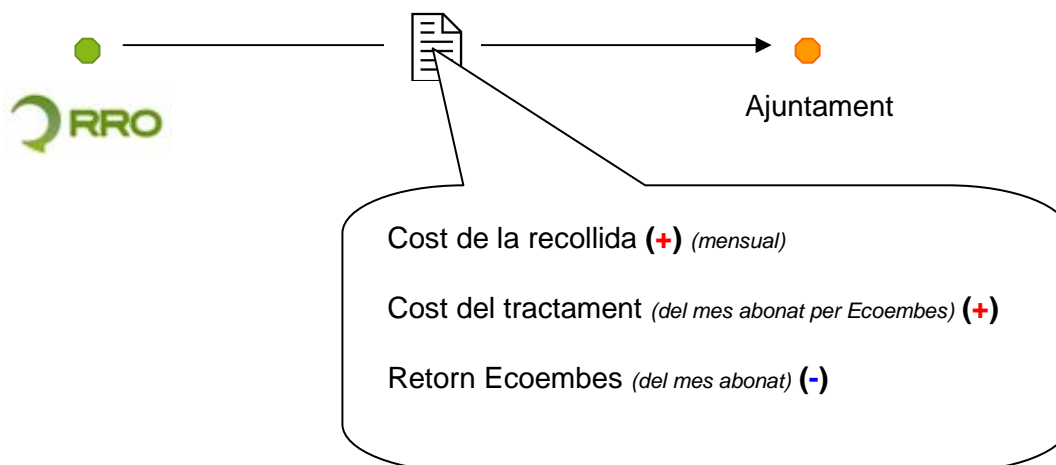 RRO
Ajuntament
Cost de la recollida (+) (mensual)
Cost del tractament (del mes abonat per Ecoembes) (+)
Retorn Ecoembes (del mes abonat) (-)